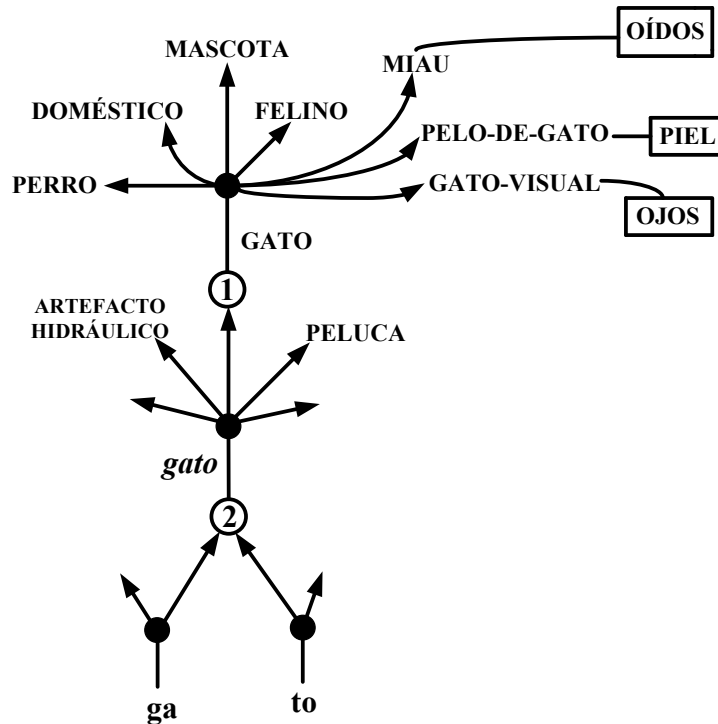 OÍDOS
MASCOTA
MIAU
DOMÉSTICO
FELINO
PELO-DE-GATO
PIEL
PERRO
GATO-VISUAL
OJOS
GATO
1
ARTEFACTO
HIDRÁULICO
PELUCA
gato
2
ga
to